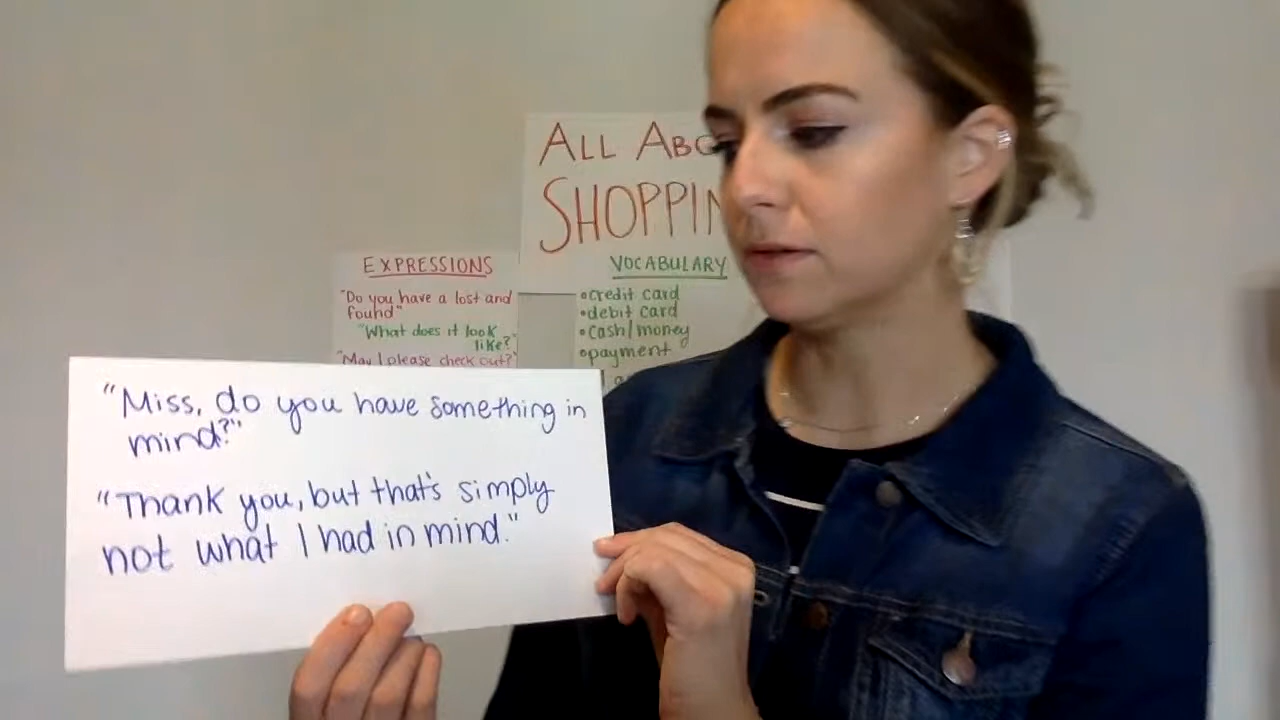 ALL
SHOPPIN
EXPRESSIONS
"Do you have a lost and
found"
"What does it look
like?"
"May I please check out?"
VOCABULARY
•credit card
•debit card
•cash/money
•payment
"Miss, do you have something in
mind?"
"Thank you, but that's simply
not what I had in mind."